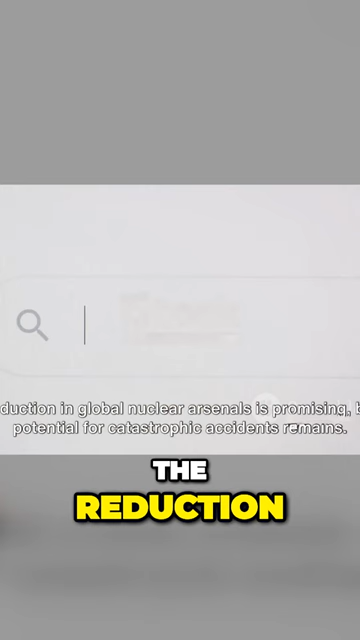 duction in global nuclear arsenals is promising,
potential for catastrophic accidents remains.
THE
REDUCTION